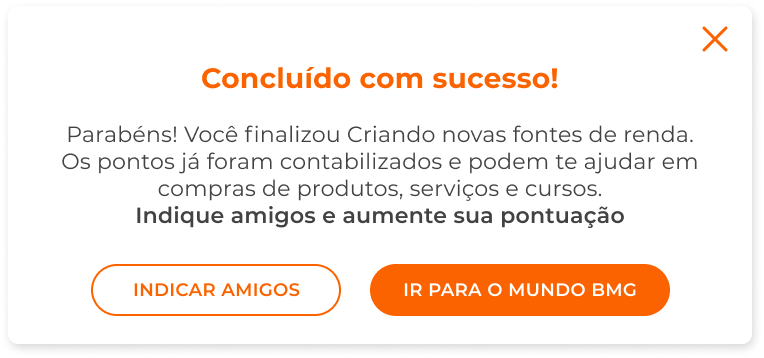 Concluído com sucesso!
Parabéns! Você finalizou Criando novas fontes de renda.
Os pontos já foram contabilizados e podem te ajudar em
compras de produtos, serviços e cursos.
Indique amigos e aumente sua pontuação
INDICAR AMIGOS
IR PARA O MUNDO BMG